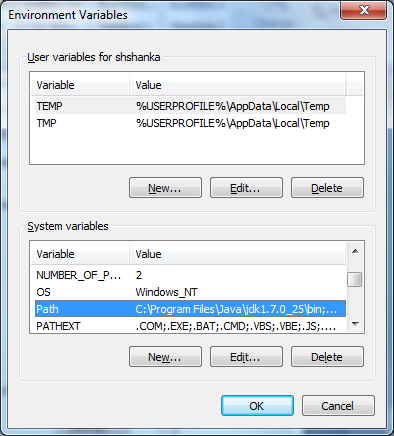 Environment Variables
User variables for shshanka
Variable Value
TEMP %USERPROFILE%\AppData\Local\Temp
TMP %USERPROFILE%\AppData\Local\Temp
New... Edit... Delete
System variables
Variable Value
NUMBER_OF_P... 2
OS Windows_NT
Path C:\Program Files\Java\jdk1.7.0_25\bin;...
PATHEXT .COM;.EXE;.BAT;.CMD;.VBS;.VBE;.JS;....
New... Edit... Delete
OK Cancel